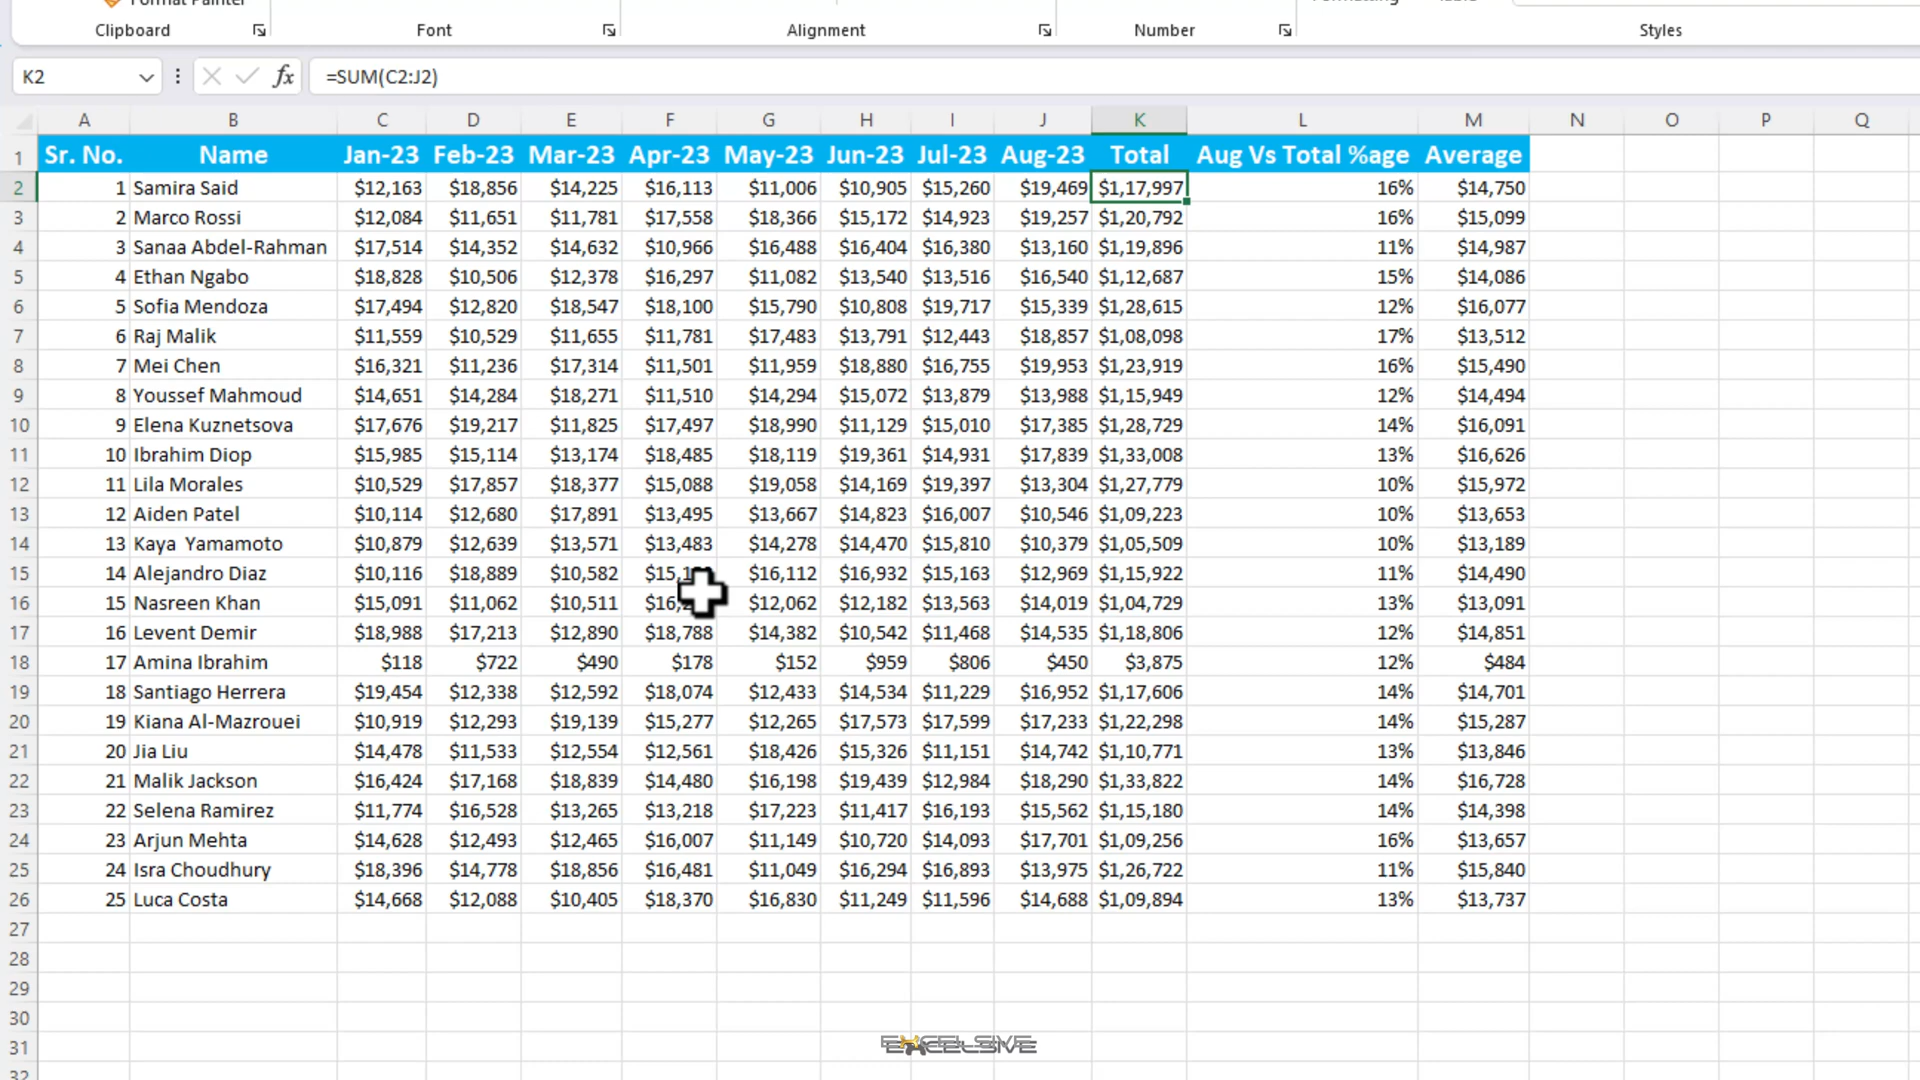 Format Painter
Clipboard Font Alignment Number Styles
K2 fx =SUM(C2:J2)
A B C D E F G H I J K L M N O P Q
1 Sr. No. Name Jan-23 Feb-23 Mar-23 Apr-23 May-23 Jun-23 Jul-23 Aug-23 Total Aug Vs Total %age Average
2 1 Samira Said $12,163 $18,856 $14,225 $16,113 $11,006 $10,905 $15,260 $19,469 $1,17,997 16% $14,750
3 2 Marco Rossi $12,084 $11,651 $11,781 $17,558 $18,366 $15,172 $14,923 $19,257 $1,20,792 16% $15,099
4 3 Sanaa Abdel-Rahman $17,514 $14,352 $14,632 $10,966 $16,488 $16,404 $16,380 $13,160 $1,19,896 11% $14,987
5 4 Ethan Ngabo $18,828 $10,506 $12,378 $16,297 $11,082 $13,540 $13,516 $16,540 $1,12,687 15% $14,086
6 5 Sofia Mendoza $17,494 $12,820 $18,547 $18,100 $15,790 $10,808 $19,717 $15,339 $1,28,615 12% $16,077
7 6 Raj Malik $11,559 $10,529 $11,655 $11,781 $17,483 $13,791 $12,443 $18,857 $1,08,098 17% $13,512
8 7 Mei Chen $16,321 $11,236 $17,314 $11,501 $11,959 $18,880 $16,755 $19,953 $1,23,919 16% $15,490
9 8 Youssef Mahmoud $14,651 $14,284 $18,271 $11,510 $14,294 $15,072 $13,879 $13,988 $1,15,949 12% $14,494
10 9 Elena Kuznetsova $17,676 $19,217 $11,825 $17,497 $18,990 $11,129 $15,010 $17,385 $1,28,729 14% $16,091
11 10 Ibrahim Diop $15,985 $15,114 $13,174 $18,485 $18,119 $19,361 $14,931 $17,839 $1,33,008 13% $16,626
12 11 Lila Morales $10,529 $17,857 $18,377 $15,088 $19,058 $14,169 $19,397 $13,304 $1,27,779 10% $15,972
13 12 Aiden Patel $10,114 $12,680 $17,891 $13,495 $13,667 $14,823 $16,007 $10,546 $1,09,223 10% $13,653
14 13 Kaya Yamamoto $10,879 $12,639 $13,571 $13,483 $14,278 $14,470 $15,810 $10,379 $1,05,509 10% $13,189
15 14 Alejandro Diaz $10,116 $18,889 $10,582 $16,112 $16,932 $15,163 $12,969 $1,15,922 11% $14,490
16 15 Nasreen Khan $15,091 $11,062 $10,511 $12,062 $12,182 $13,563 $14,019 $1,04,729 13% $13,091
17 16 Levent Demir $18,988 $17,213 $12,890 $18,788 $14,382 $10,542 $11,468 $14,535 $1,18,806 12% $14,851
18 17 Amina Ibrahim $118 $722 $490 $178 $152 $959 $806 $450 $3,875 12% $484
19 18 Santiago Herrera $19,454 $12,338 $12,592 $18,074 $12,433 $14,534 $11,229 $16,952 $1,17,606 14% $14,701
20 19 Kiana Al-Mazrouei $10,919 $12,293 $19,139 $15,277 $12,265 $17,573 $17,599 $17,233 $1,22,298 14% $15,287
21 20 Jia Liu $14,478 $11,533 $12,554 $12,561 $18,426 $15,326 $11,151 $14,742 $1,10,771 13% $13,846
22 21 Malik Jackson $16,424 $17,168 $18,839 $14,480 $16,198 $19,439 $12,984 $18,290 $1,33,822 14% $16,728
23 22 Selena Ramirez $11,774 $16,528 $13,265 $13,218 $17,223 $11,417 $16,193 $15,562 $1,15,180 14% $14,398
24 23 Arjun Mehta $14,628 $12,493 $12,465 $16,007 $11,149 $10,720 $14,093 $17,701 $1,09,256 16% $13,657
25 24 Isra Choudhury $18,396 $14,778 $18,856 $16,481 $11,049 $16,294 $16,893 $13,975 $1,26,722 11% $15,840
26 25 Luca Costa $14,668 $12,088 $10,405 $18,370 $16,830 $11,249 $11,596 $14,688 $1,09,894 13% $13,737
27
28
29
30
31
32
EXCELSIVE